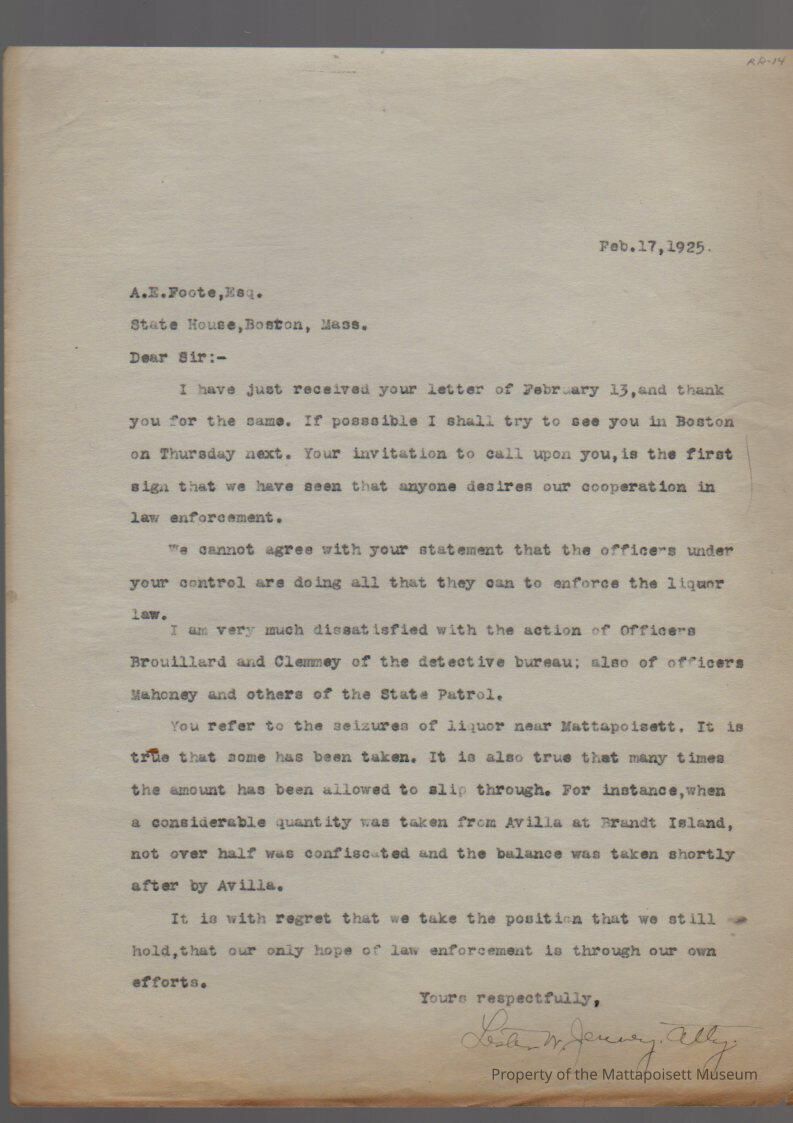 RR-14
Feb.17,1925.
A.E.Foote,Esq.
State House,Boston, Mass.
Dear Sir:-
I have just received your letter of February 13,and thank
you for the same. If posssible I shall try to see you in Boston
on Thursday next. Your invitation to call upon you,is the first
sign that we have seen that anyone desires our cooperation in
law enforcement.
We cannot agree with your statement that the officers under
your control are doing all that they can to enforce the liquor
law.
I am very much dissatisfied with the action of Officers
Brouillard and Clemmey of the detective bureau; also of officers
Mahoney and others of the State Patrol.
You refer to the seizures of liquor near Mattapoisett. It is
true that some has been taken. It is also true that many times
the amount has been allowed to slip through. For instance,when
a considerable quantity was taken from Avilla at Brandt Island,
not over half was confiscated and the balance was taken shortly
after by Avilla.
It is with regret that we take the position that we still
hold,that our only hope of law enforcement is through our own
efforts.
Yours respectfully,
Lester W. Jenney. Atty.
Property of the Mattapoisett Museum